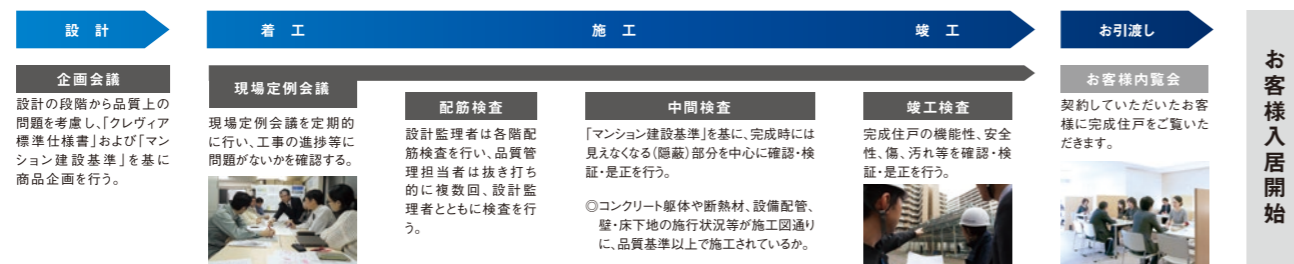 設 計
着 工
施 工
竣 工
お引渡し
企画会議
設計の段階から品質上の
問題を考慮し、「クレヴィア
標準仕様書」および「マン
ション建設基準」を基に
商品企画を行う。
現場定例会議
現場定例会議を定期的
に行い、工事の進捗等に
問題がないかを確認する。
配筋検査
設計監理者は各階配
筋検査を行い、品質管
理担当者は抜き打ち
的に複数回、設計監
理者とともに検査を行
う。
中間検査
「マンション建設基準」を基に、完成時には
見えなくなる(隠蔽)部分を中心に確認・検
証・是正を行う。
◎コンクリート躯体や断熱材、設備配管、
壁・床下地の施行状況等が施工図通り
に、品質基準以上で施工されているか。
竣工検査
完成住戸の機能性、安全
性、傷、汚れ等を確認・検
証・是正を行う。
お客様内覧会
契約していただいたお客
様に完成住戸をご覧いた
だきます。
お客様入居開始